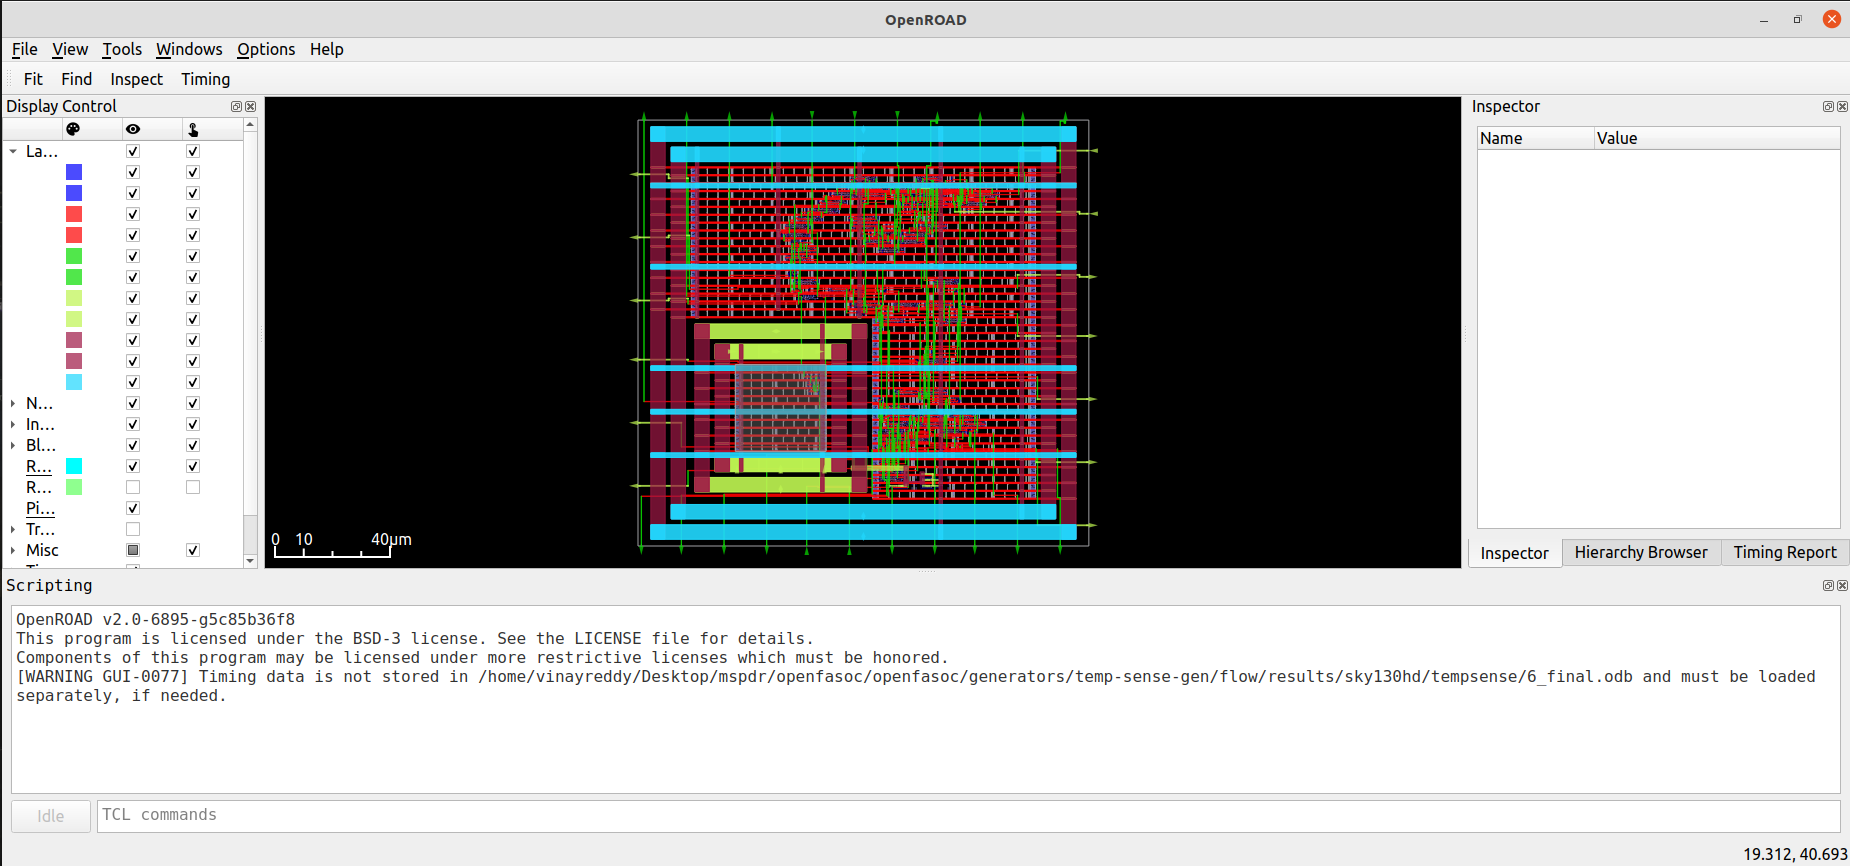 OpenROAD
File View Tools Windows Options Help
Fit Find Inspect Timing
Display Control
Inspector
La...
N...
In...
Bl...
R...
R...
Pi...
Tr...
Misc
0 10 40μm
Name Value
Inspector Hierarchy Browser Timing Report
Scripting
OpenROAD v2.0-6895-g5c85b36f8
This program is licensed under the BSD-3 license. See the LICENSE file for details.
Components of this program may be licensed under more restrictive licenses which must be honored.
[WARNING GUI-0077] Timing data is not stored in /home/vinayreddy/Desktop/mspdr/openfasoc/openfasoc/generators/temp-sense-gen/flow/results/sky130hd/tempsense/6_final.odb and must be loaded
separately, if needed.
Idle TCL commands
19.312, 40.693